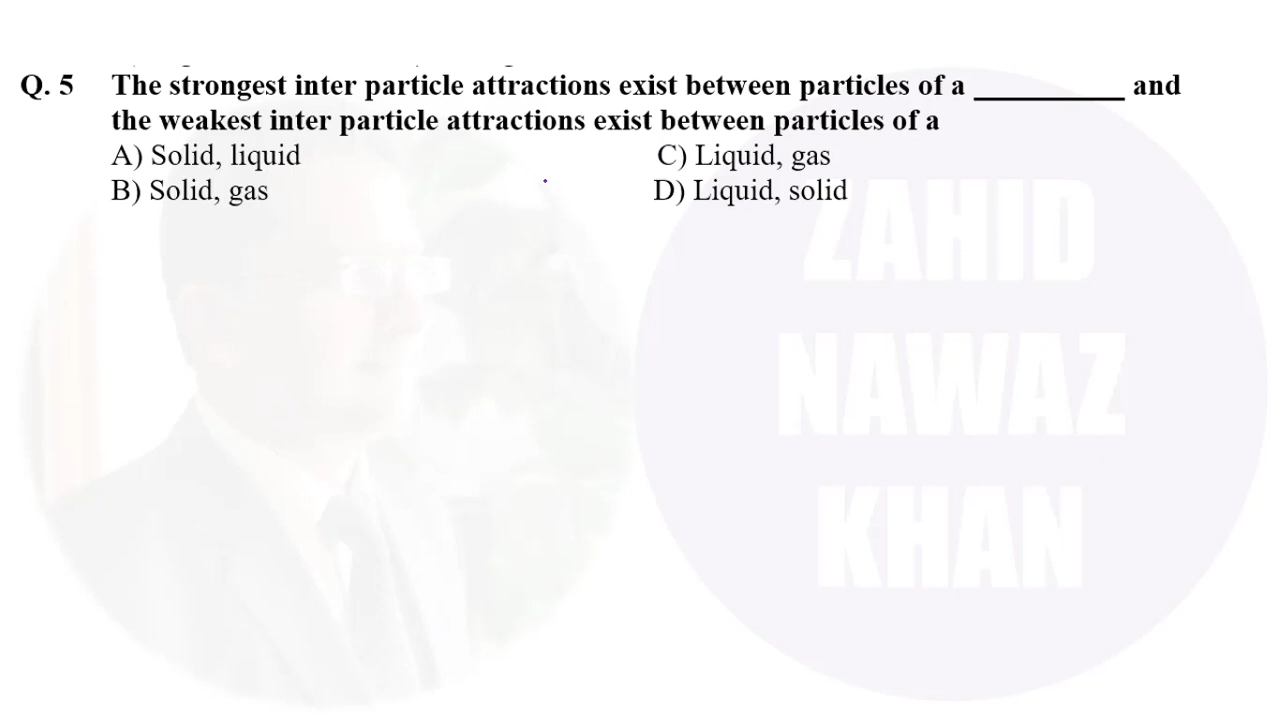 Q. 5 The strongest inter particle attractions exist between particles of a __________ and
the weakest inter particle attractions exist between particles of a
A) Solid, liquid C) Liquid, gas
B) Solid, gas D) Liquid, solid
ZAHID
NAWAZ
KHAN